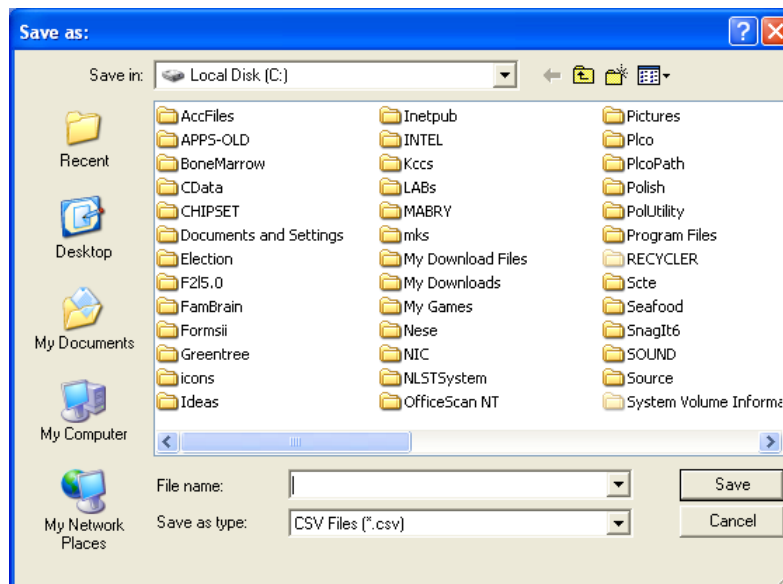 Save as:
Save in: Local Disk (C:)
Recent
Desktop
My Documents
My Computer
My Network
Places
AccFiles
APPS-OLD
BoneMarrow
CData
CHIPSET
Documents and Settings
Election
F2l5.0
FamBrain
Formsii
Greentree
icons
Ideas
Inetpub
INTEL
Kccs
LABs
MABRY
mks
My Download Files
My Downloads
My Games
Nese
NIC
NLSTSystem
OfficeScan NT
Pictures
Plco
PlcoPath
Polish
PolUtility
Program Files
RECYCLER
Scte
Seafood
SnagIt6
SOUND
Source
System Volume Informa
File name:
Save
Save as type: CSV Files (*.csv)
Cancel